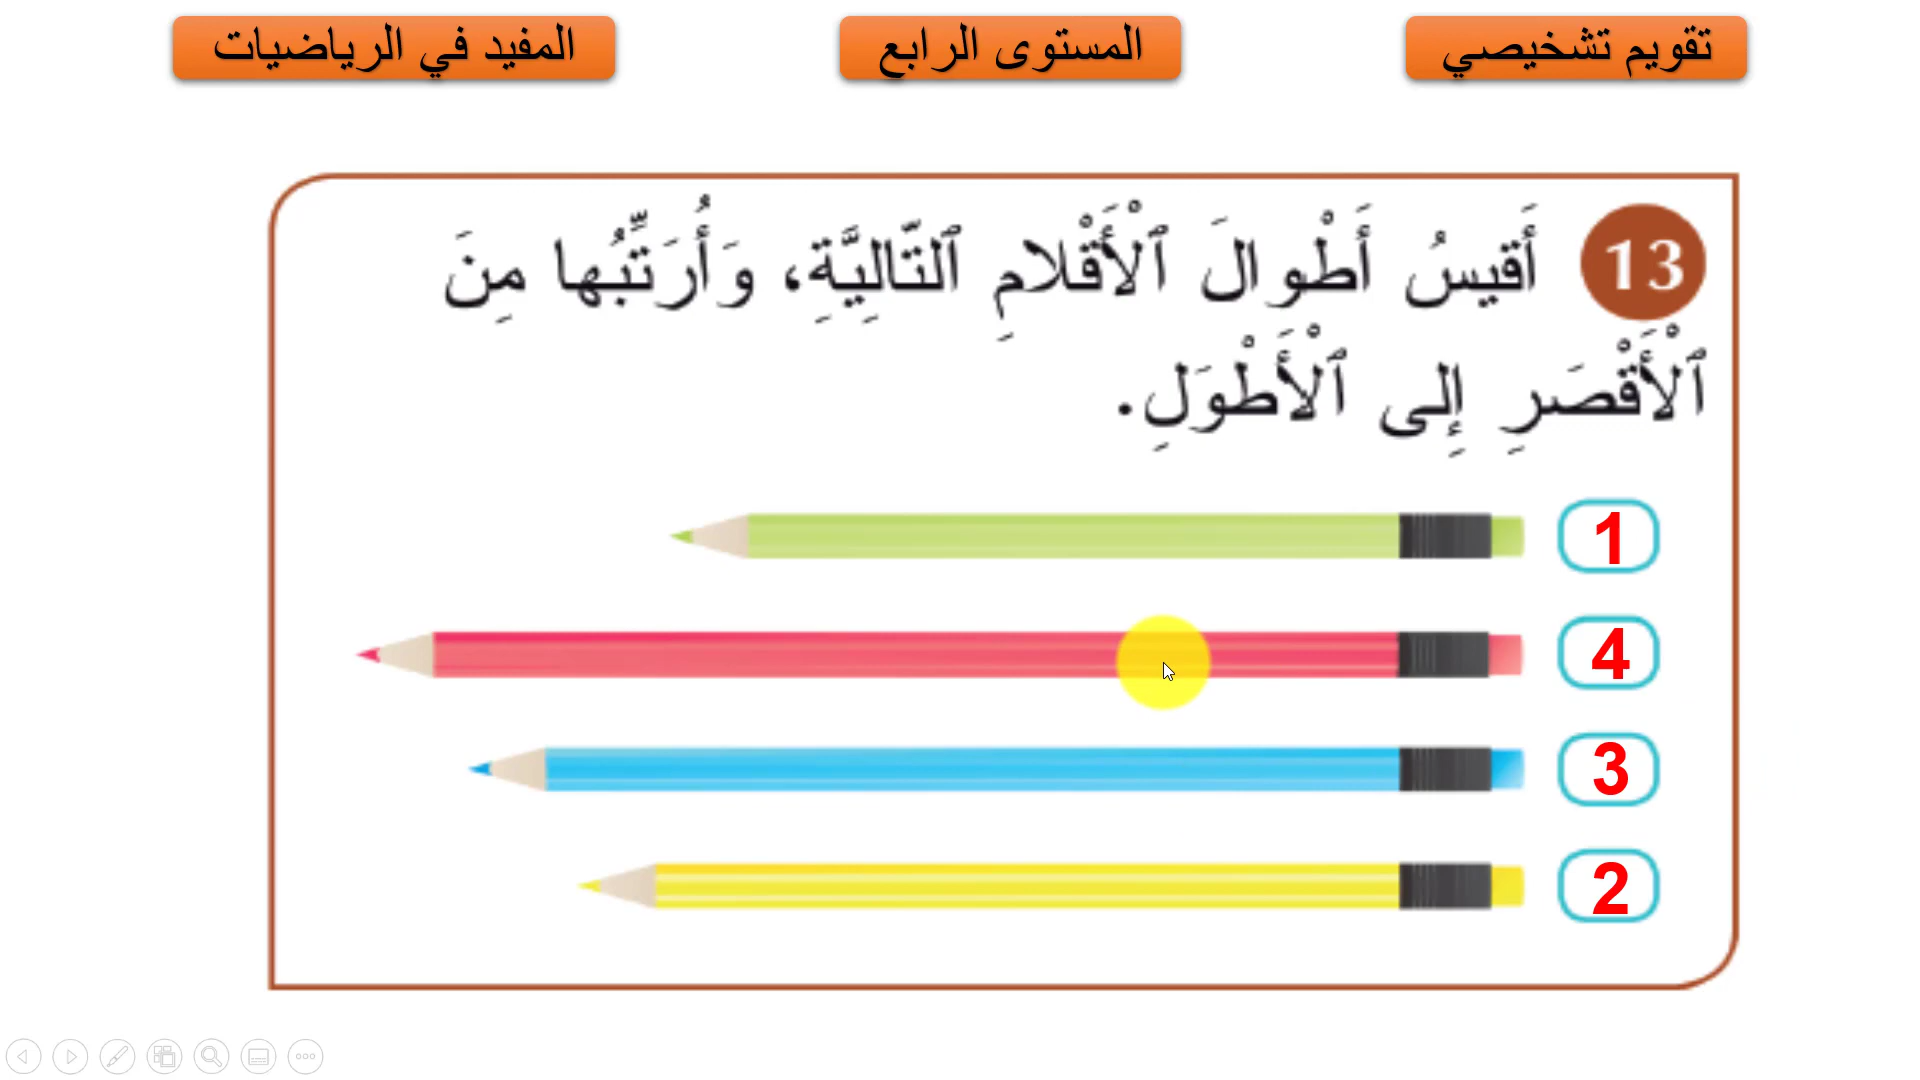 تقويم تشخيصي
المستوى الرابع
المفيد في الرياضيات
13 أَقيسُ أَطْوالَ ٱلْأَقْلامِ ٱلتّالِيَّةِ، وَأُرَتِّبُها مِنَ
ٱلْأَقْصَرِ إِلى ٱلْأَطْوَلِ.
1
4
3
2